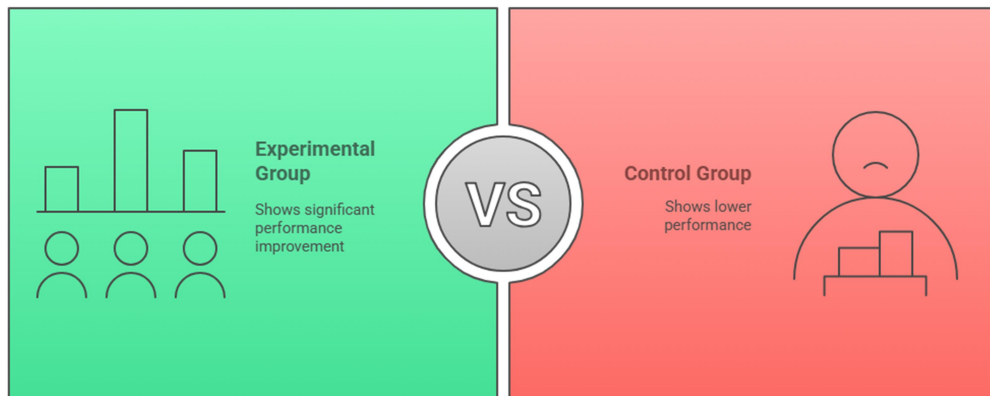 Experimental
Group
Shows significant
performance
improvement
VS
Control Group
Shows lower
performance